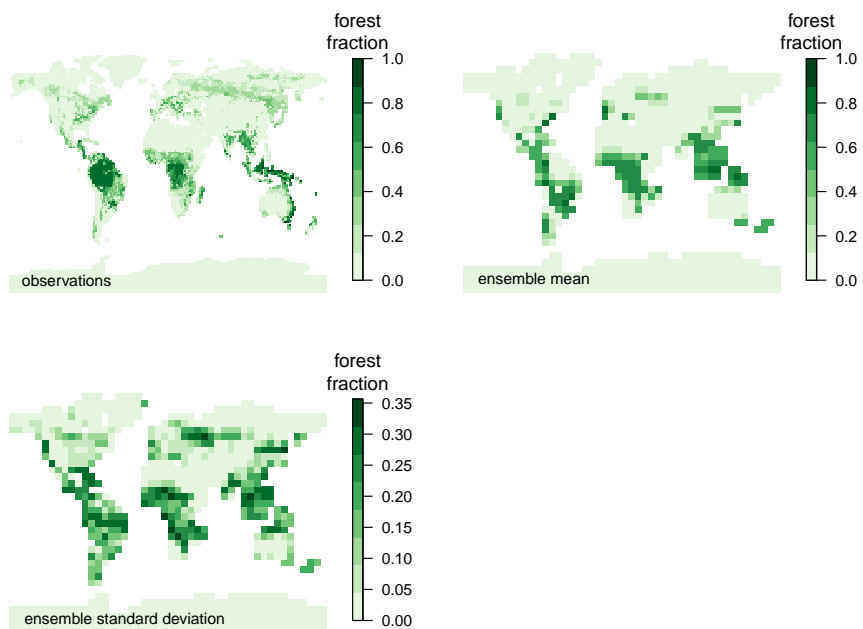 forest
fraction
1.0
0.8
0.6
0.4
0.2
0.0
observations
forest
fraction
1.0
0.8
0.6
0.4
0.2
0.0
ensemble mean
forest
fraction
0.35
0.30
0.25
0.20
0.15
0.10
0.05
0.00
ensemble standard deviation